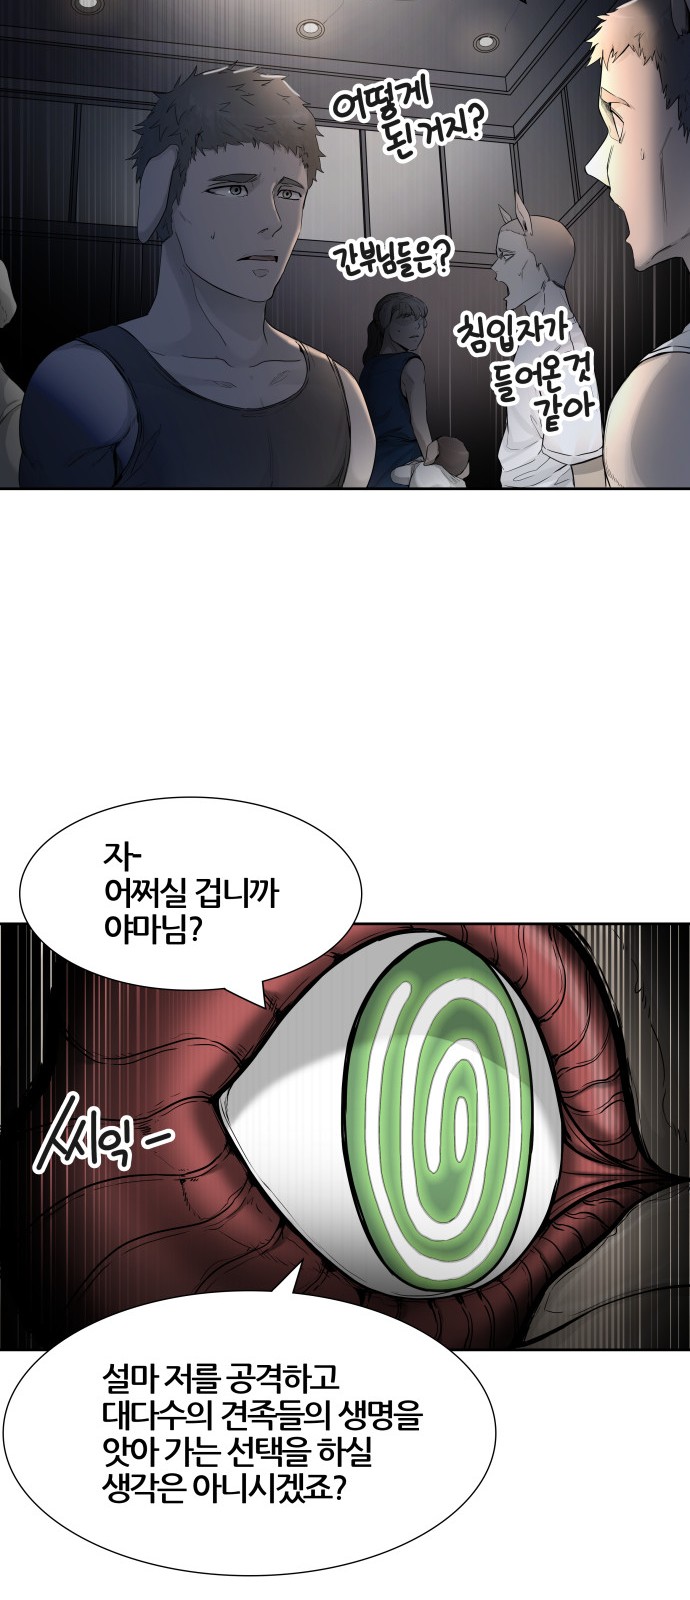 어떻게
된 거지?
간부님들은?
침입자가
들어온 것
같아
자-
어쩌실 겁니까
야마님?
씨익-
설마 저를 공격하고
대다수의 견족들의 생명을
앗아 가는 선택을 하실
생각은 아니시겠죠?